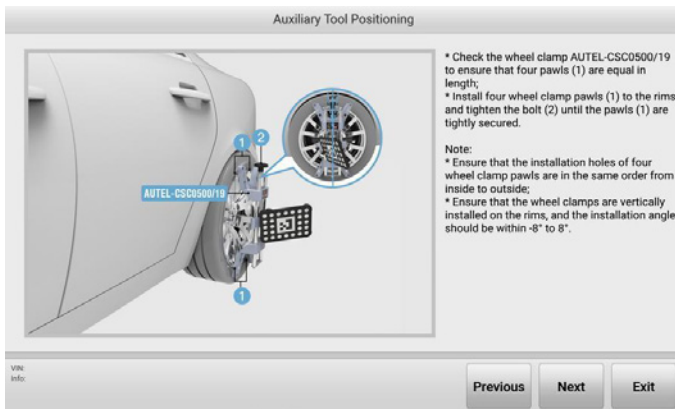 Auxiliary Tool Positioning
* Check the wheel clamp AUTEL-CSC0500/19
to ensure that four pawls (1) are equal in
length;
* Install four wheel clamp pawls (1) to the rims
and tighten the bolt (2) until the pawls (1) are
tightly secured.
Note:
* Ensure that the installation holes of four
wheel clamp pawls are in the same order from
inside to outside;
* Ensure that the wheel clamps are vertically
installed on the rims, and the installation angle
should be within -8° to 8°.
1
2
AUTEL-CSC0500/19
1
VIN:
Info:
Previous
Next
Exit